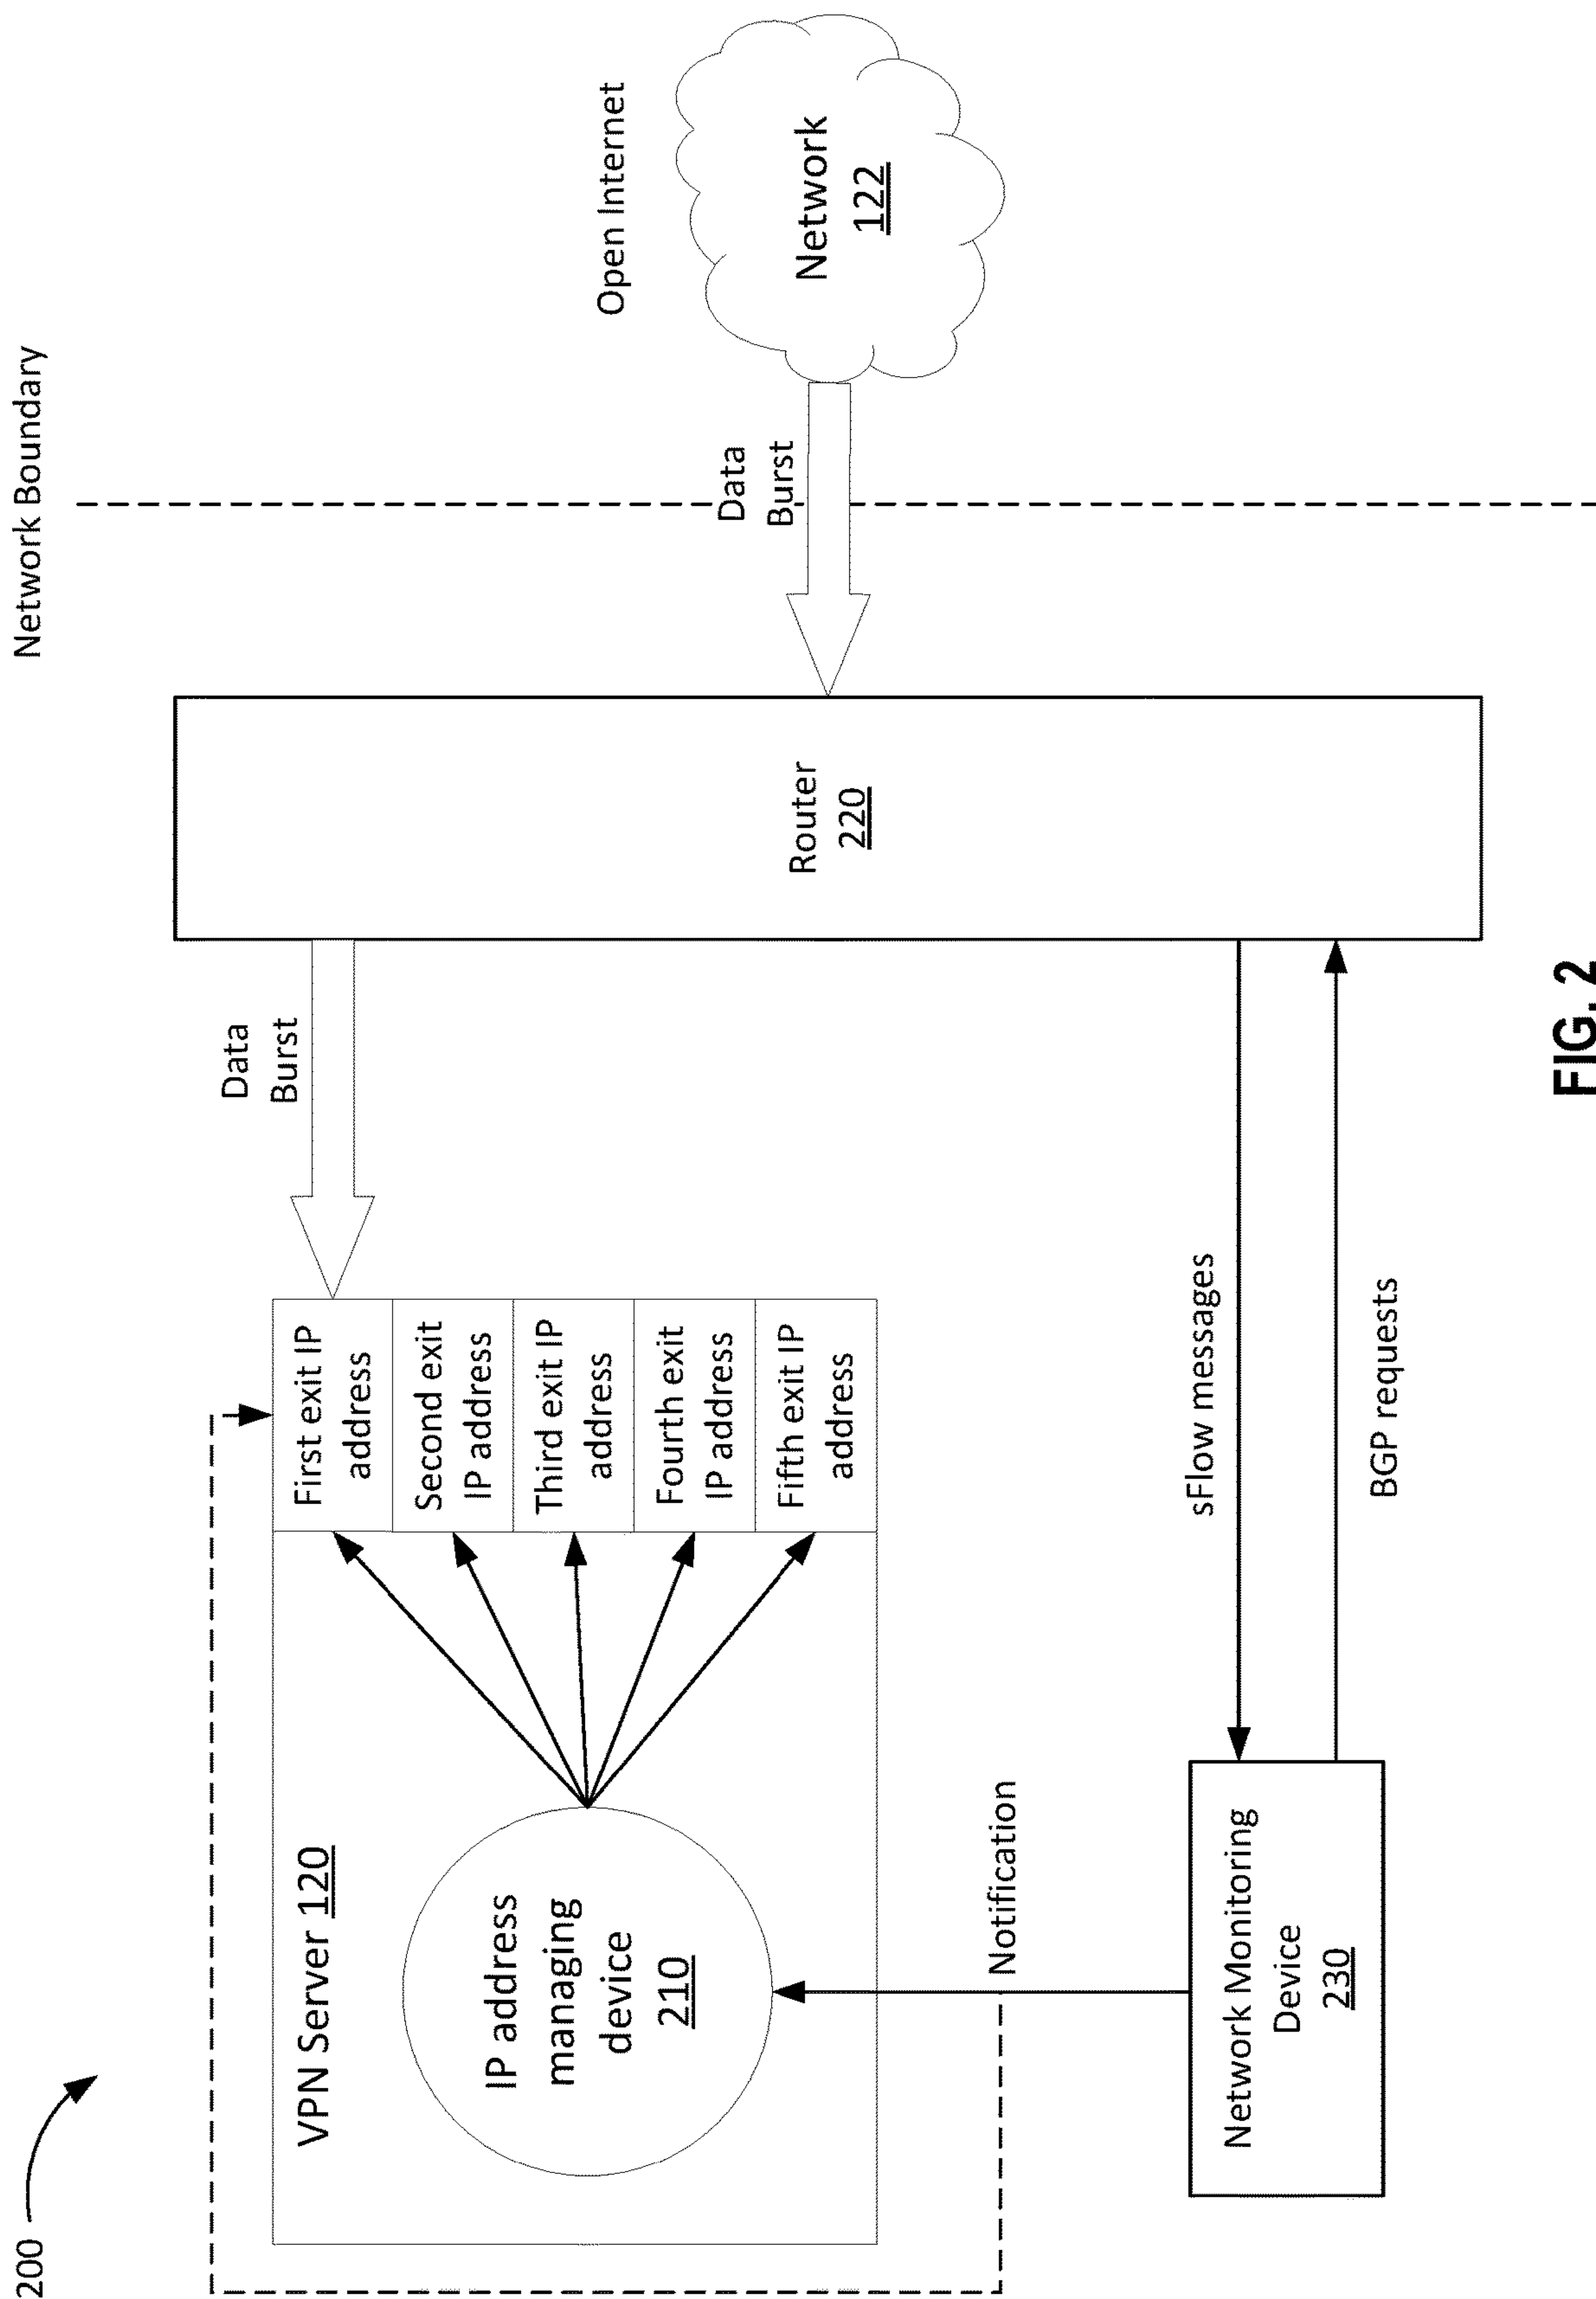 200
Network Boundary
Open Internet
Network
122
Data
Burst
Router
220
Data
Burst
VPN Server 120
IP address
managing
device
210
First exit IP
address
Second exit
IP address
Third exit IP
address
Fourth exit
IP address
Fifth exit IP
address
Notification
sFlow messages
BGP requests
Network Monitoring
Device
230
FIG. 2